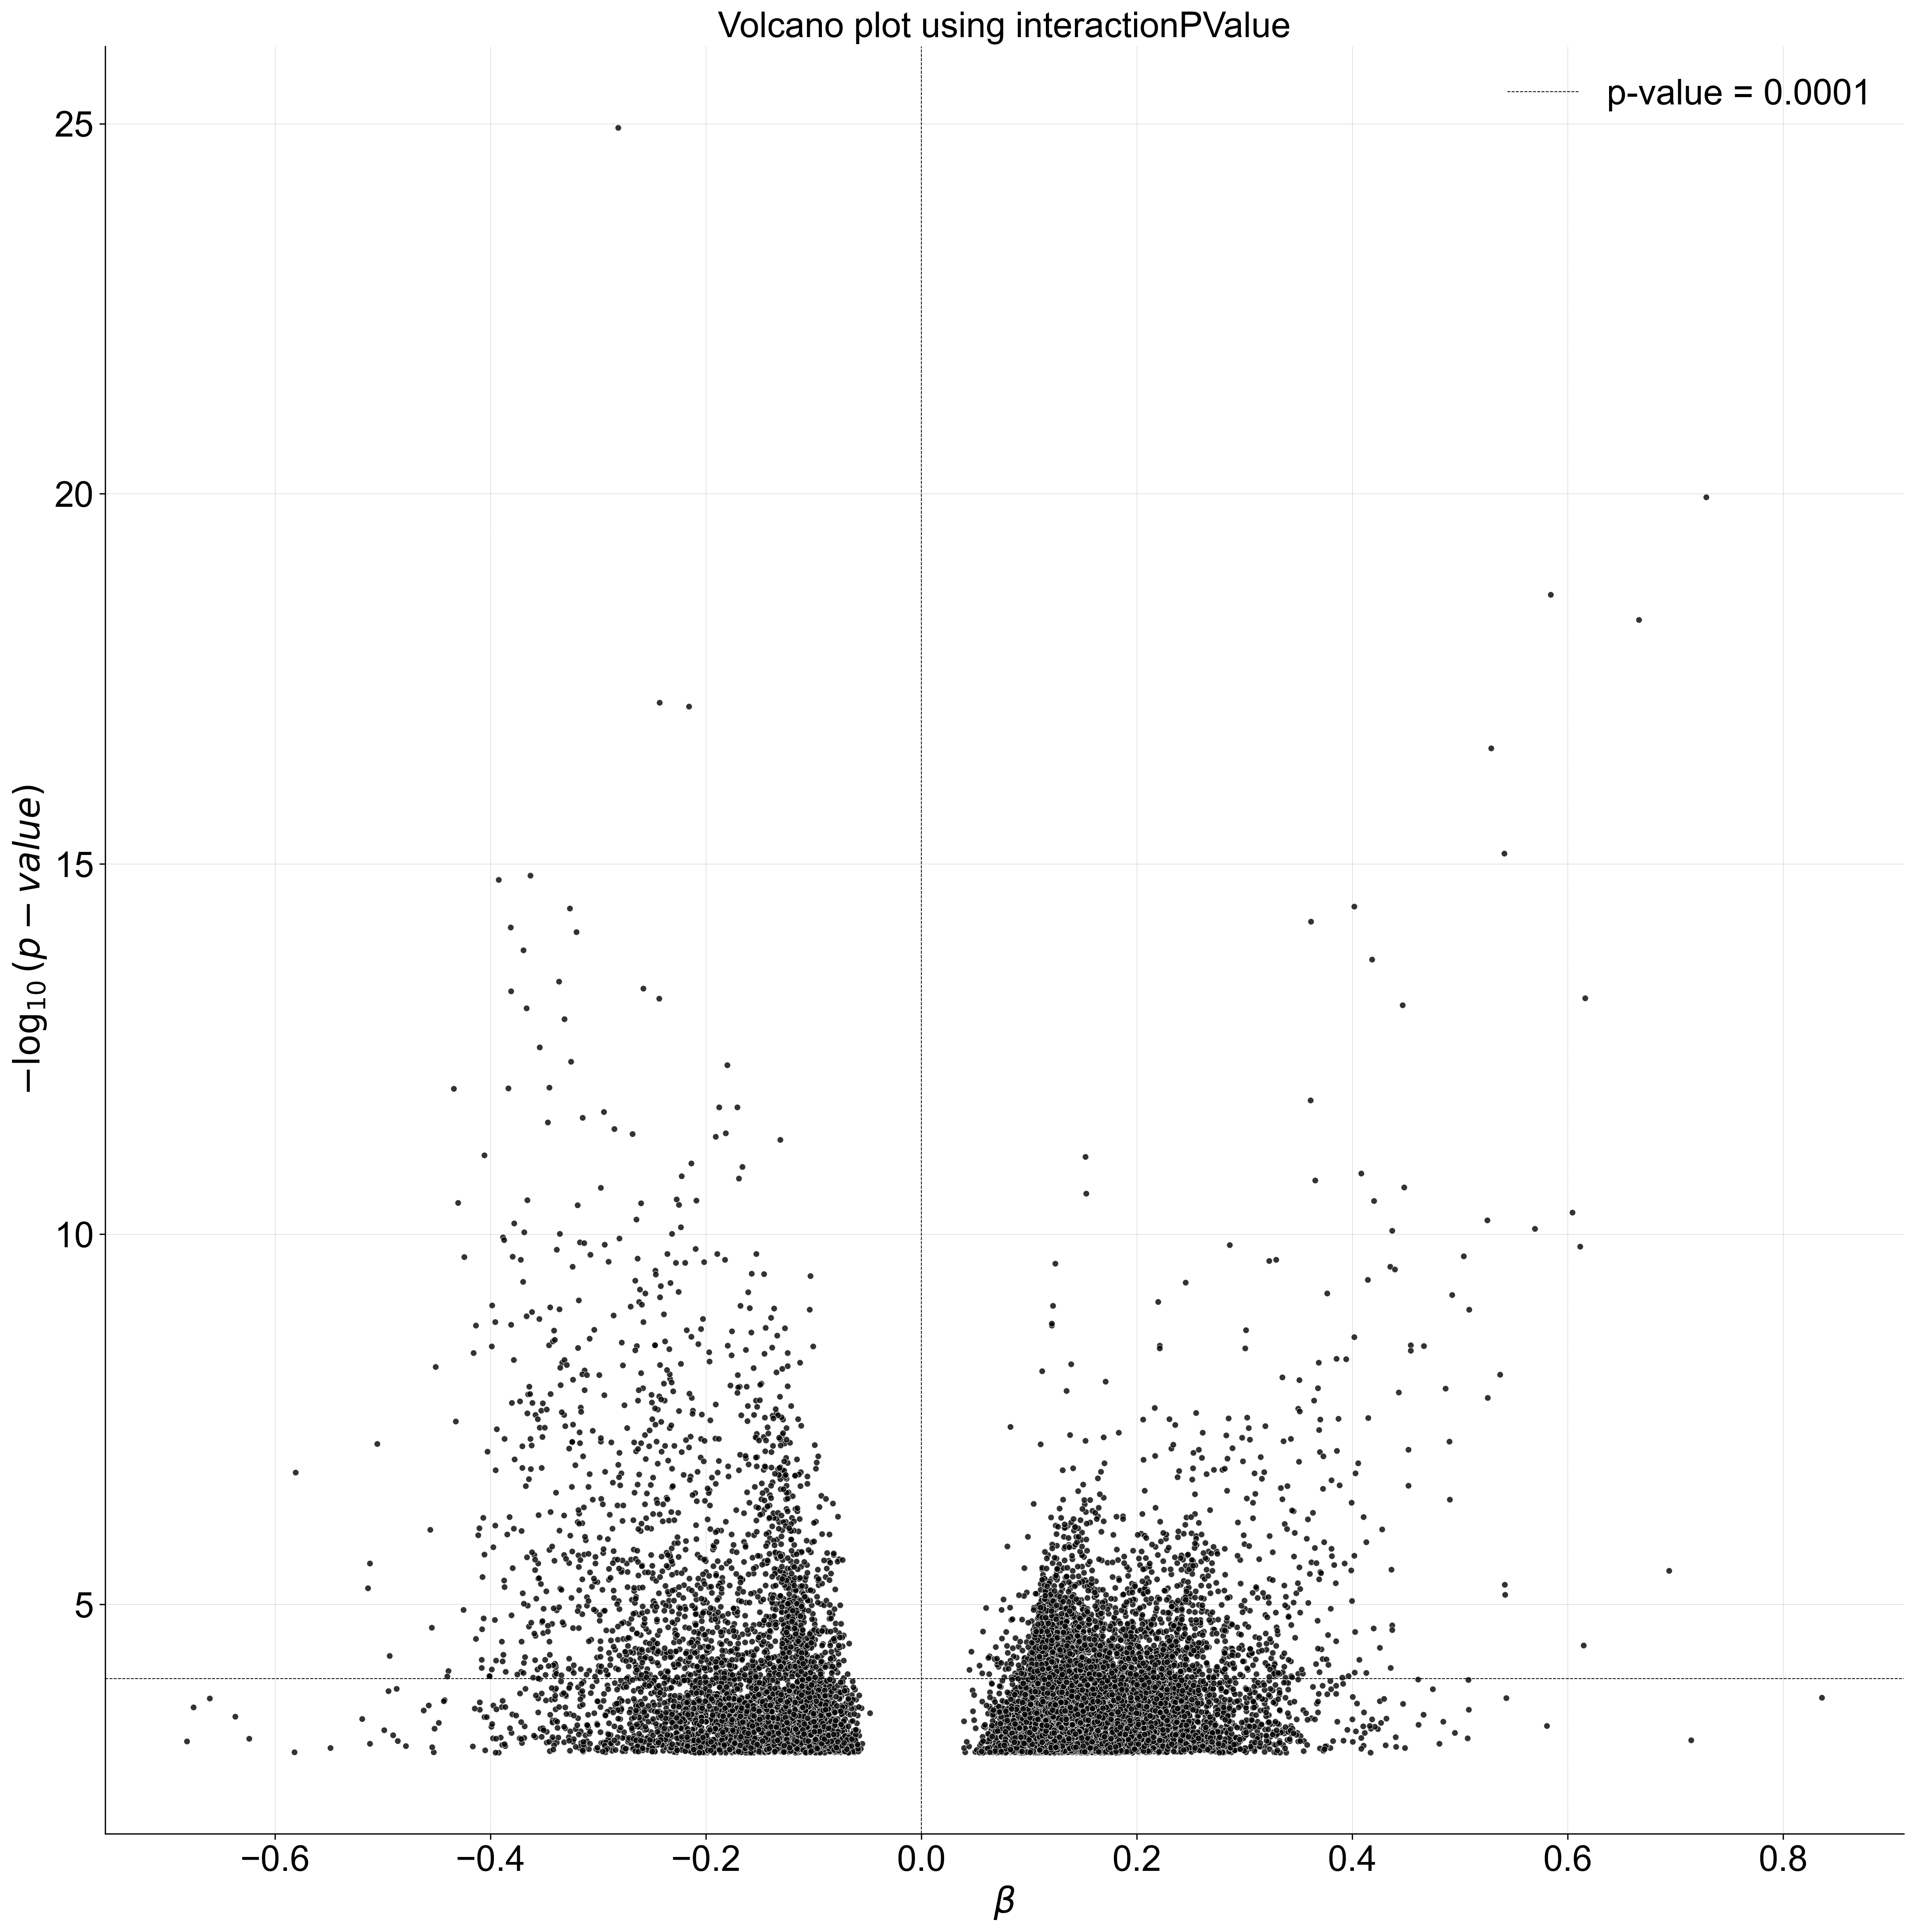 Volcano plot using interactionPValue
p-value = 0.0001
25
20
15
10
5
−log10 (p − value)
−0.6 −0.4 −0.2 0.0 0.2 0.4 0.6 0.8
β